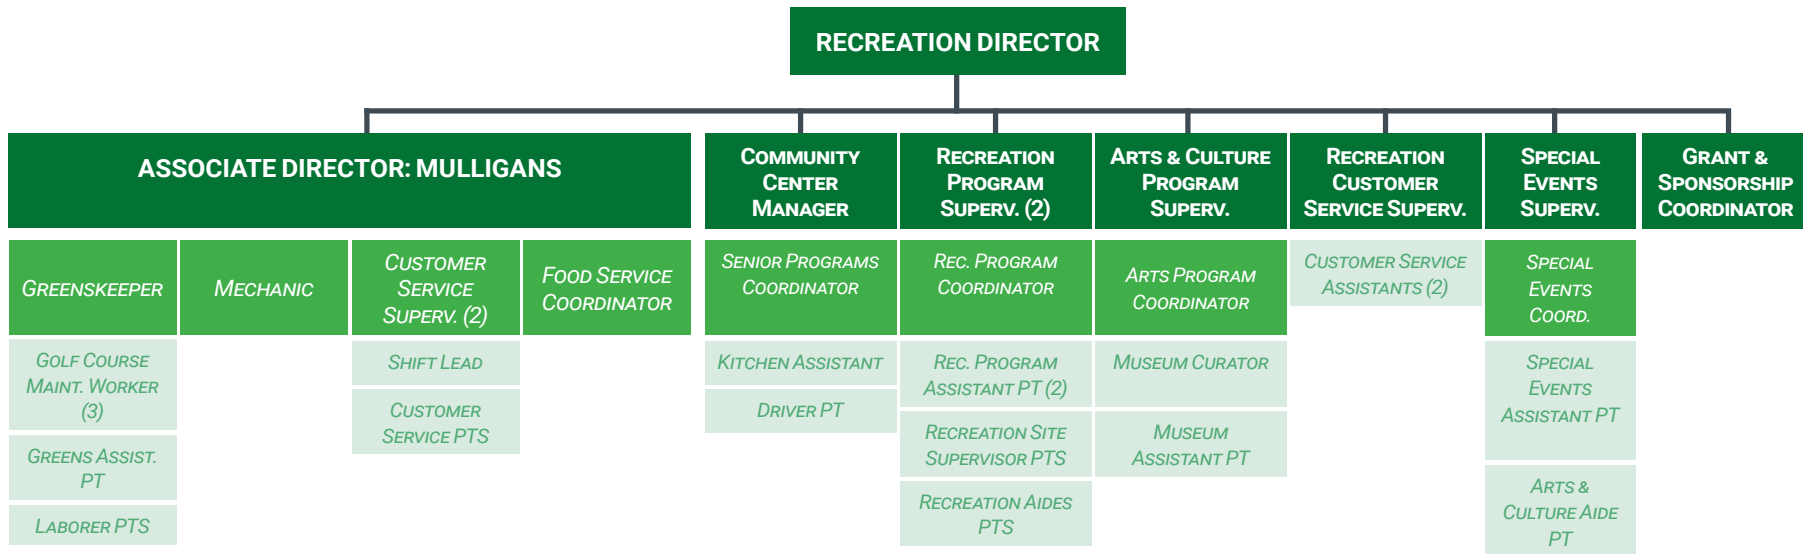 RECREATION DIRECTOR
ASSOCIATE DIRECTOR: MULLIGANS
COMMUNITY
CENTER
MANAGER
RECREATION
PROGRAM
SUPERV. (2)
ARTS & CULTURE
PROGRAM
SUPERV.
RECREATION
CUSTOMER
SERVICE SUPERV.
SPECIAL
EVENTS
SUPERV.
GRANT &
SPONSORSHIP
COORDINATOR
GREENSKEEPER
MECHANIC
CUSTOMER
SERVICE
SUPERV. (2)
FOOD SERVICE
COORDINATOR
SENIOR PROGRAMS
COORDINATOR
REC. PROGRAM
COORDINATOR
ARTS PROGRAM
COORDINATOR
CUSTOMER SERVICE
ASSISTANTS (2)
SPECIAL
EVENTS
COORD.
GOLF COURSE
MAINT. WORKER
(3)
GREENS ASSIST.
PT
LABORER PTS
SHIFT LEAD
CUSTOMER
SERVICE PTS
KITCHEN ASSISTANT
DRIVER PT
REC. PROGRAM
ASSISTANT PT (2)
RECREATION SITE
SUPERVISOR PTS
RECREATION AIDES
PTS
MUSEUM CURATOR
MUSEUM
ASSISTANT PT
SPECIAL
EVENTS
ASSISTANT PT
ARTS &
CULTURE AIDE
PT